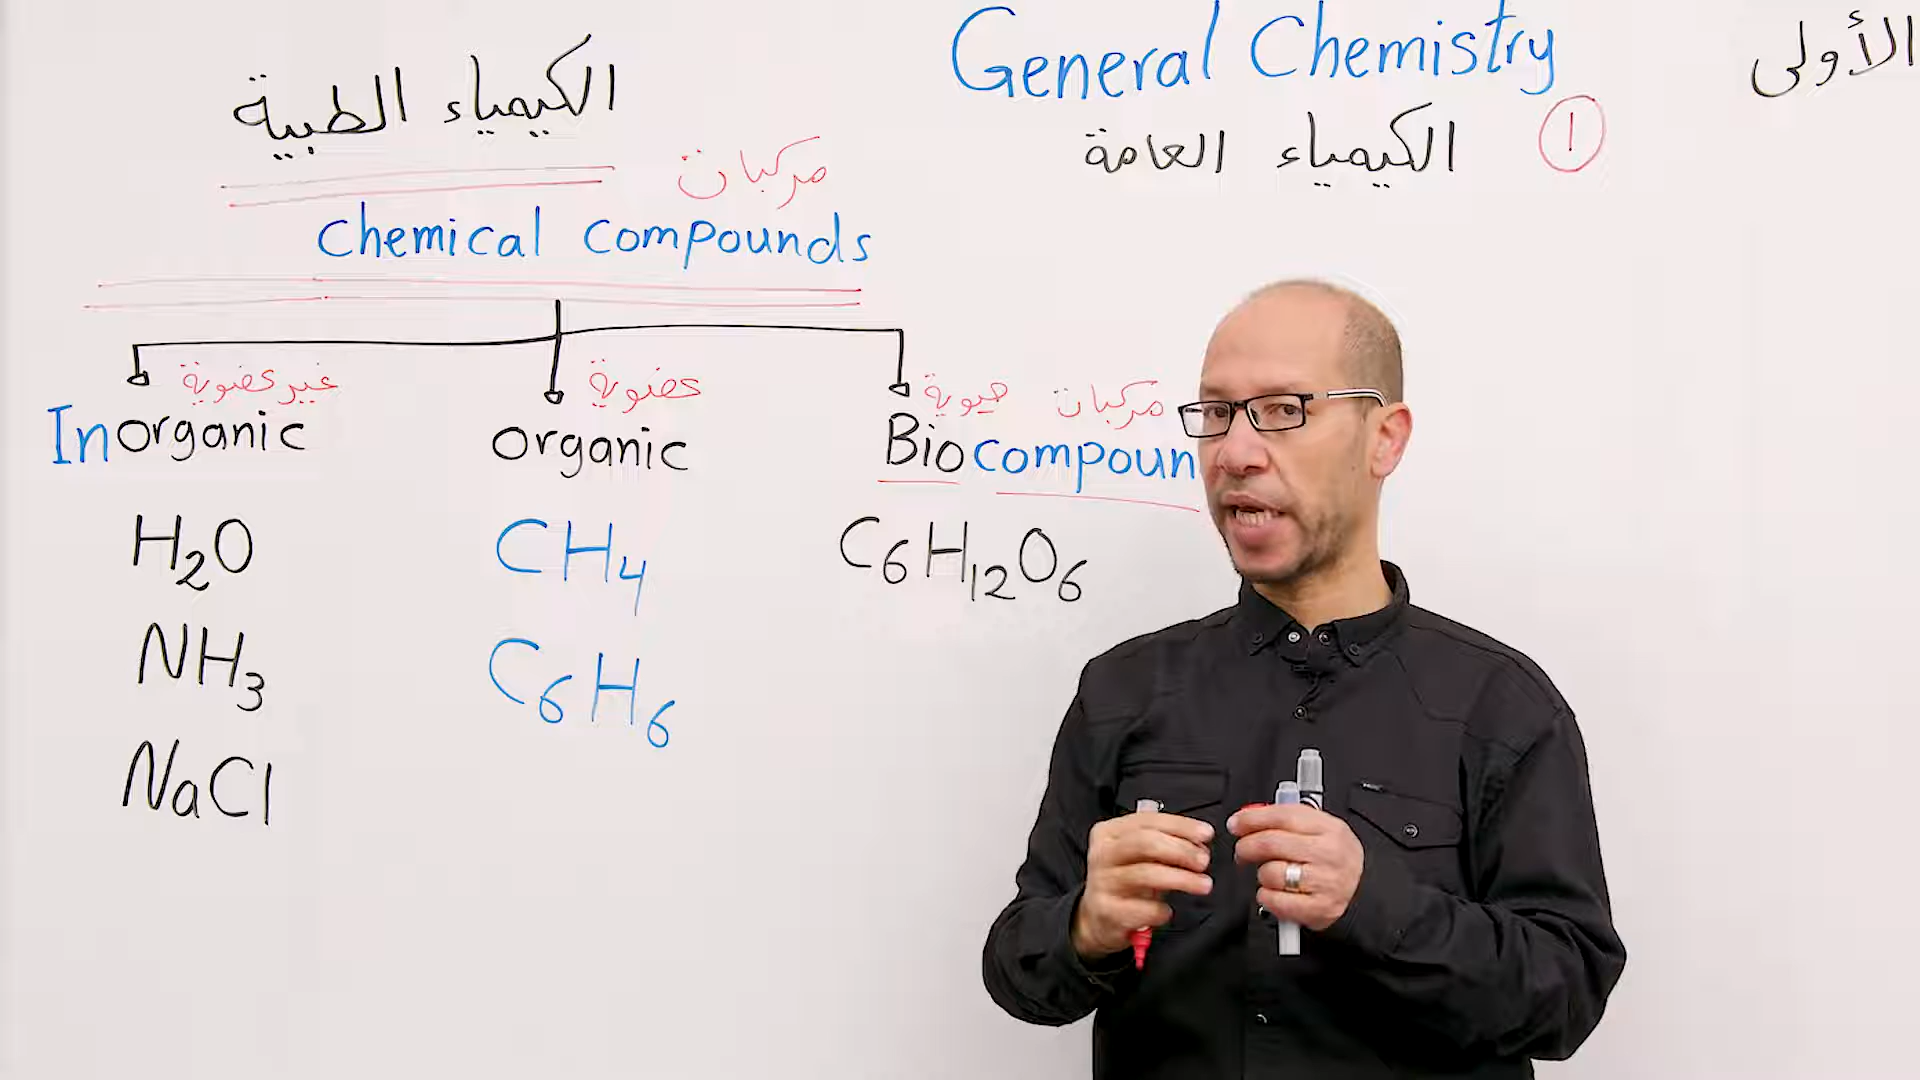 الأولى
General Chemistry
الكيمياء العامة ①
الكيمياء الطبية
مركبات
Chemical compounds
غير عضوية
Inorganic
H₂O
NH₃
NaCl
عضوية
organic
CH₄
C₆H₆
مركبات حيوية
Biocompoun
C₆H₁₂O₆